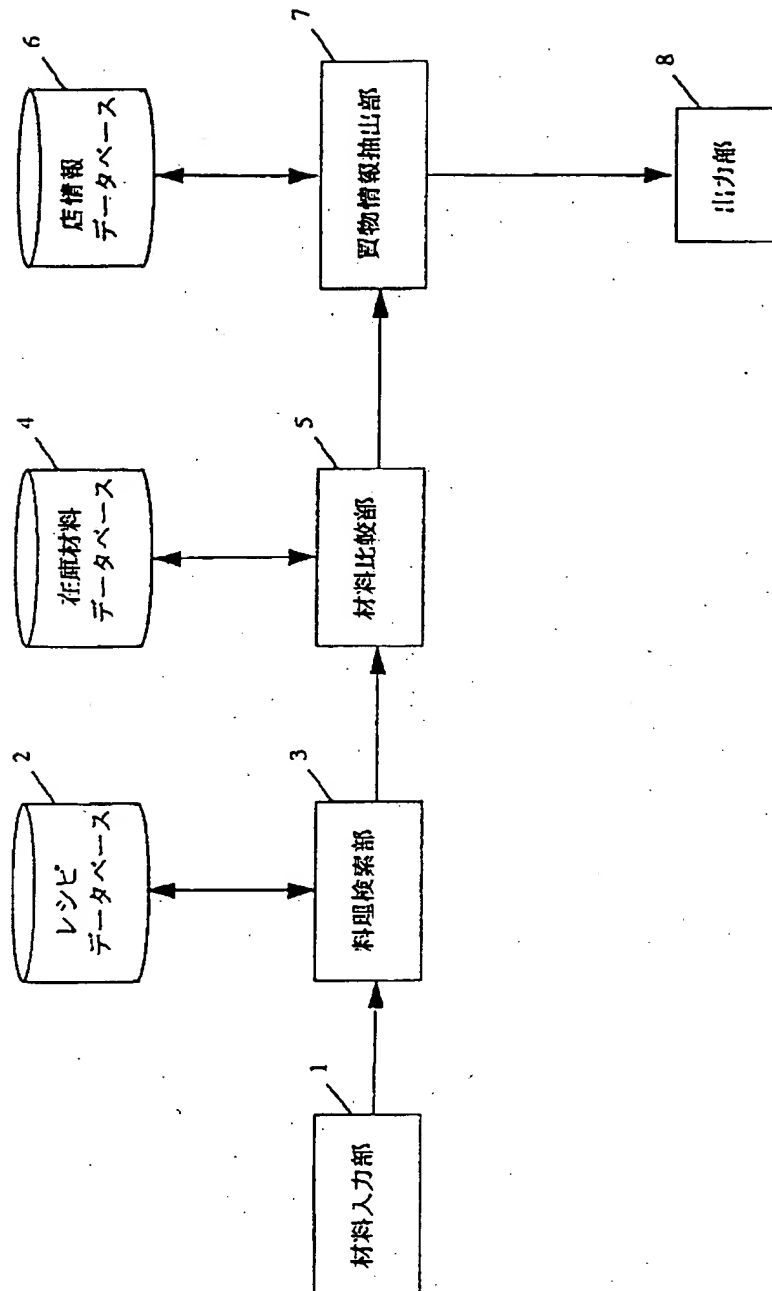 1
材料入力部
2
レシピ
データベース
3
料理検索部
4
在庫材料
データベース
5
材料比較部
6
店情報
データベース
7
買物情報抽出部
8
出力部